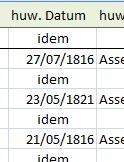 huw. Datum huw.
idem
27/07/1816 Asse
idem
23/05/1821 Asse
idem
21/05/1816 Asse
idem